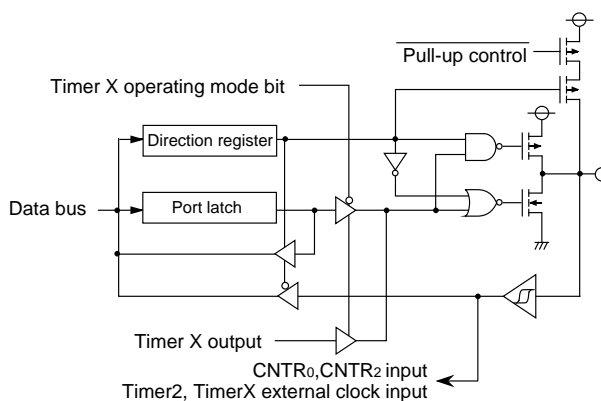 Pull-up control
Timer X operating mode bit
Direction register
Data bus
Port latch
Timer X output
CNTR0,CNTR2 input
Timer2, TimerX external clock input